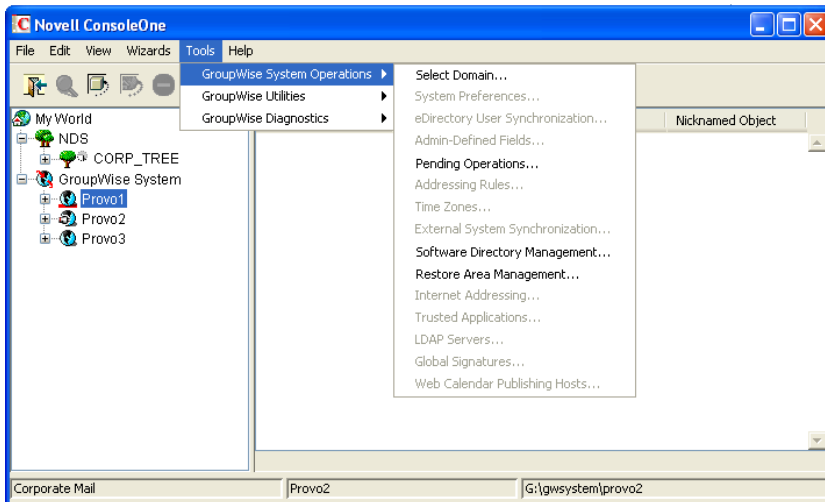 Novell ConsoleOne
File Edit View Wizards Tools Help
GroupWise System Operations
GroupWise Utilities
GroupWise Diagnostics
Select Domain...
System Preferences...
eDirectory User Synchronization...
Admin-Defined Fields...
Pending Operations...
Addressing Rules...
Time Zones...
External System Synchronization...
Software Directory Management...
Restore Area Management...
Internet Addressing...
Trusted Applications...
LDAP Servers...
Global Signatures...
Web Calendar Publishing Hosts...
Nicknamed Object
My World
NDS
CORP_TREE
GroupWise System
Provo1
Provo2
Provo3
Corporate Mail
Provo2
G:\gwsystem\provo2